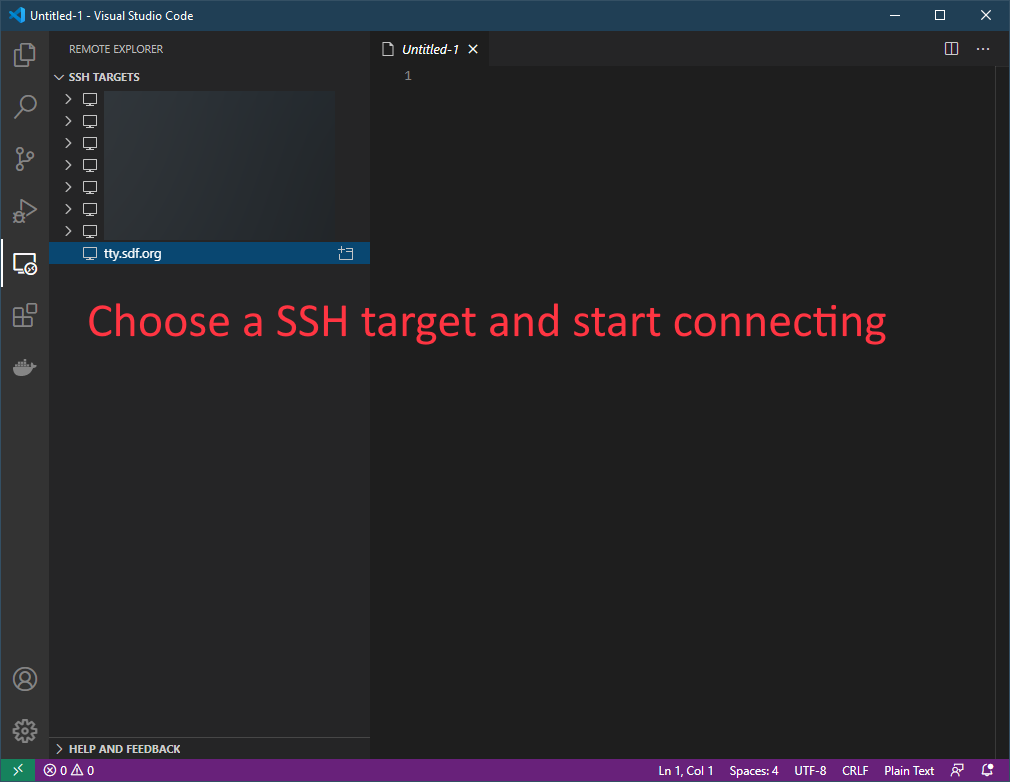 Untitled-1 - Visual Studio Code
REMOTE EXPLORER
SSH TARGETS
tty.sdf.org
Untitled-1
1
Choose a SSH target and start connecting
HELP AND FEEDBACK
0 0 Ln 1, Col 1 Spaces: 4 UTF-8 CRLF Plain Text